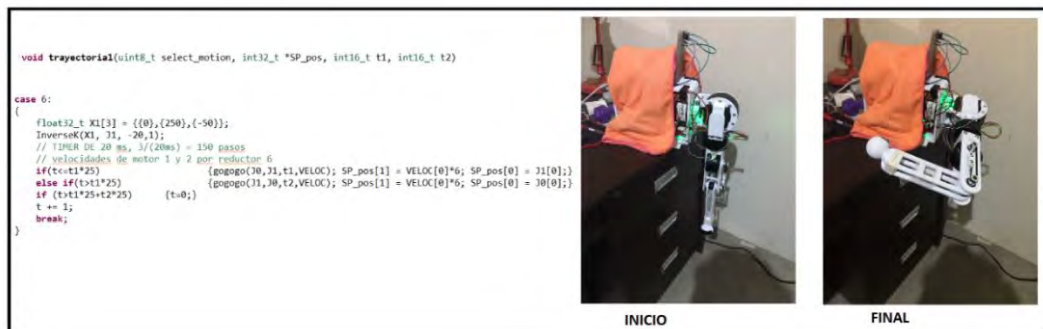 void trayectoria1(uint8_t select_motion, int32_t *SP_pos, int16_t t1, int16_t t2)
case 6:
{
float32_t X1[3] = {{0},{250},{-50}};
InverseK(X1, J1, -20,1);
// TIMER DE 20 ms, 3/(20ms) = 150 pasos
// velocidades de motor 1 y 2 por reductor 6
if(t<=t1*25) {gogogo(J0,J1,t1,VELOC); SP_pos[1] = VELOC[0]*6; SP_pos[0] = J1[0];}
else if(t>t1*25) {gogogo(J1,J0,t2,VELOC); SP_pos[1] = VELOC[0]*6; SP_pos[0] = J0[0];}
if (t>t1*25+t2*25) {t=0;}
t += 1;
break;
}
INICIO
FINAL